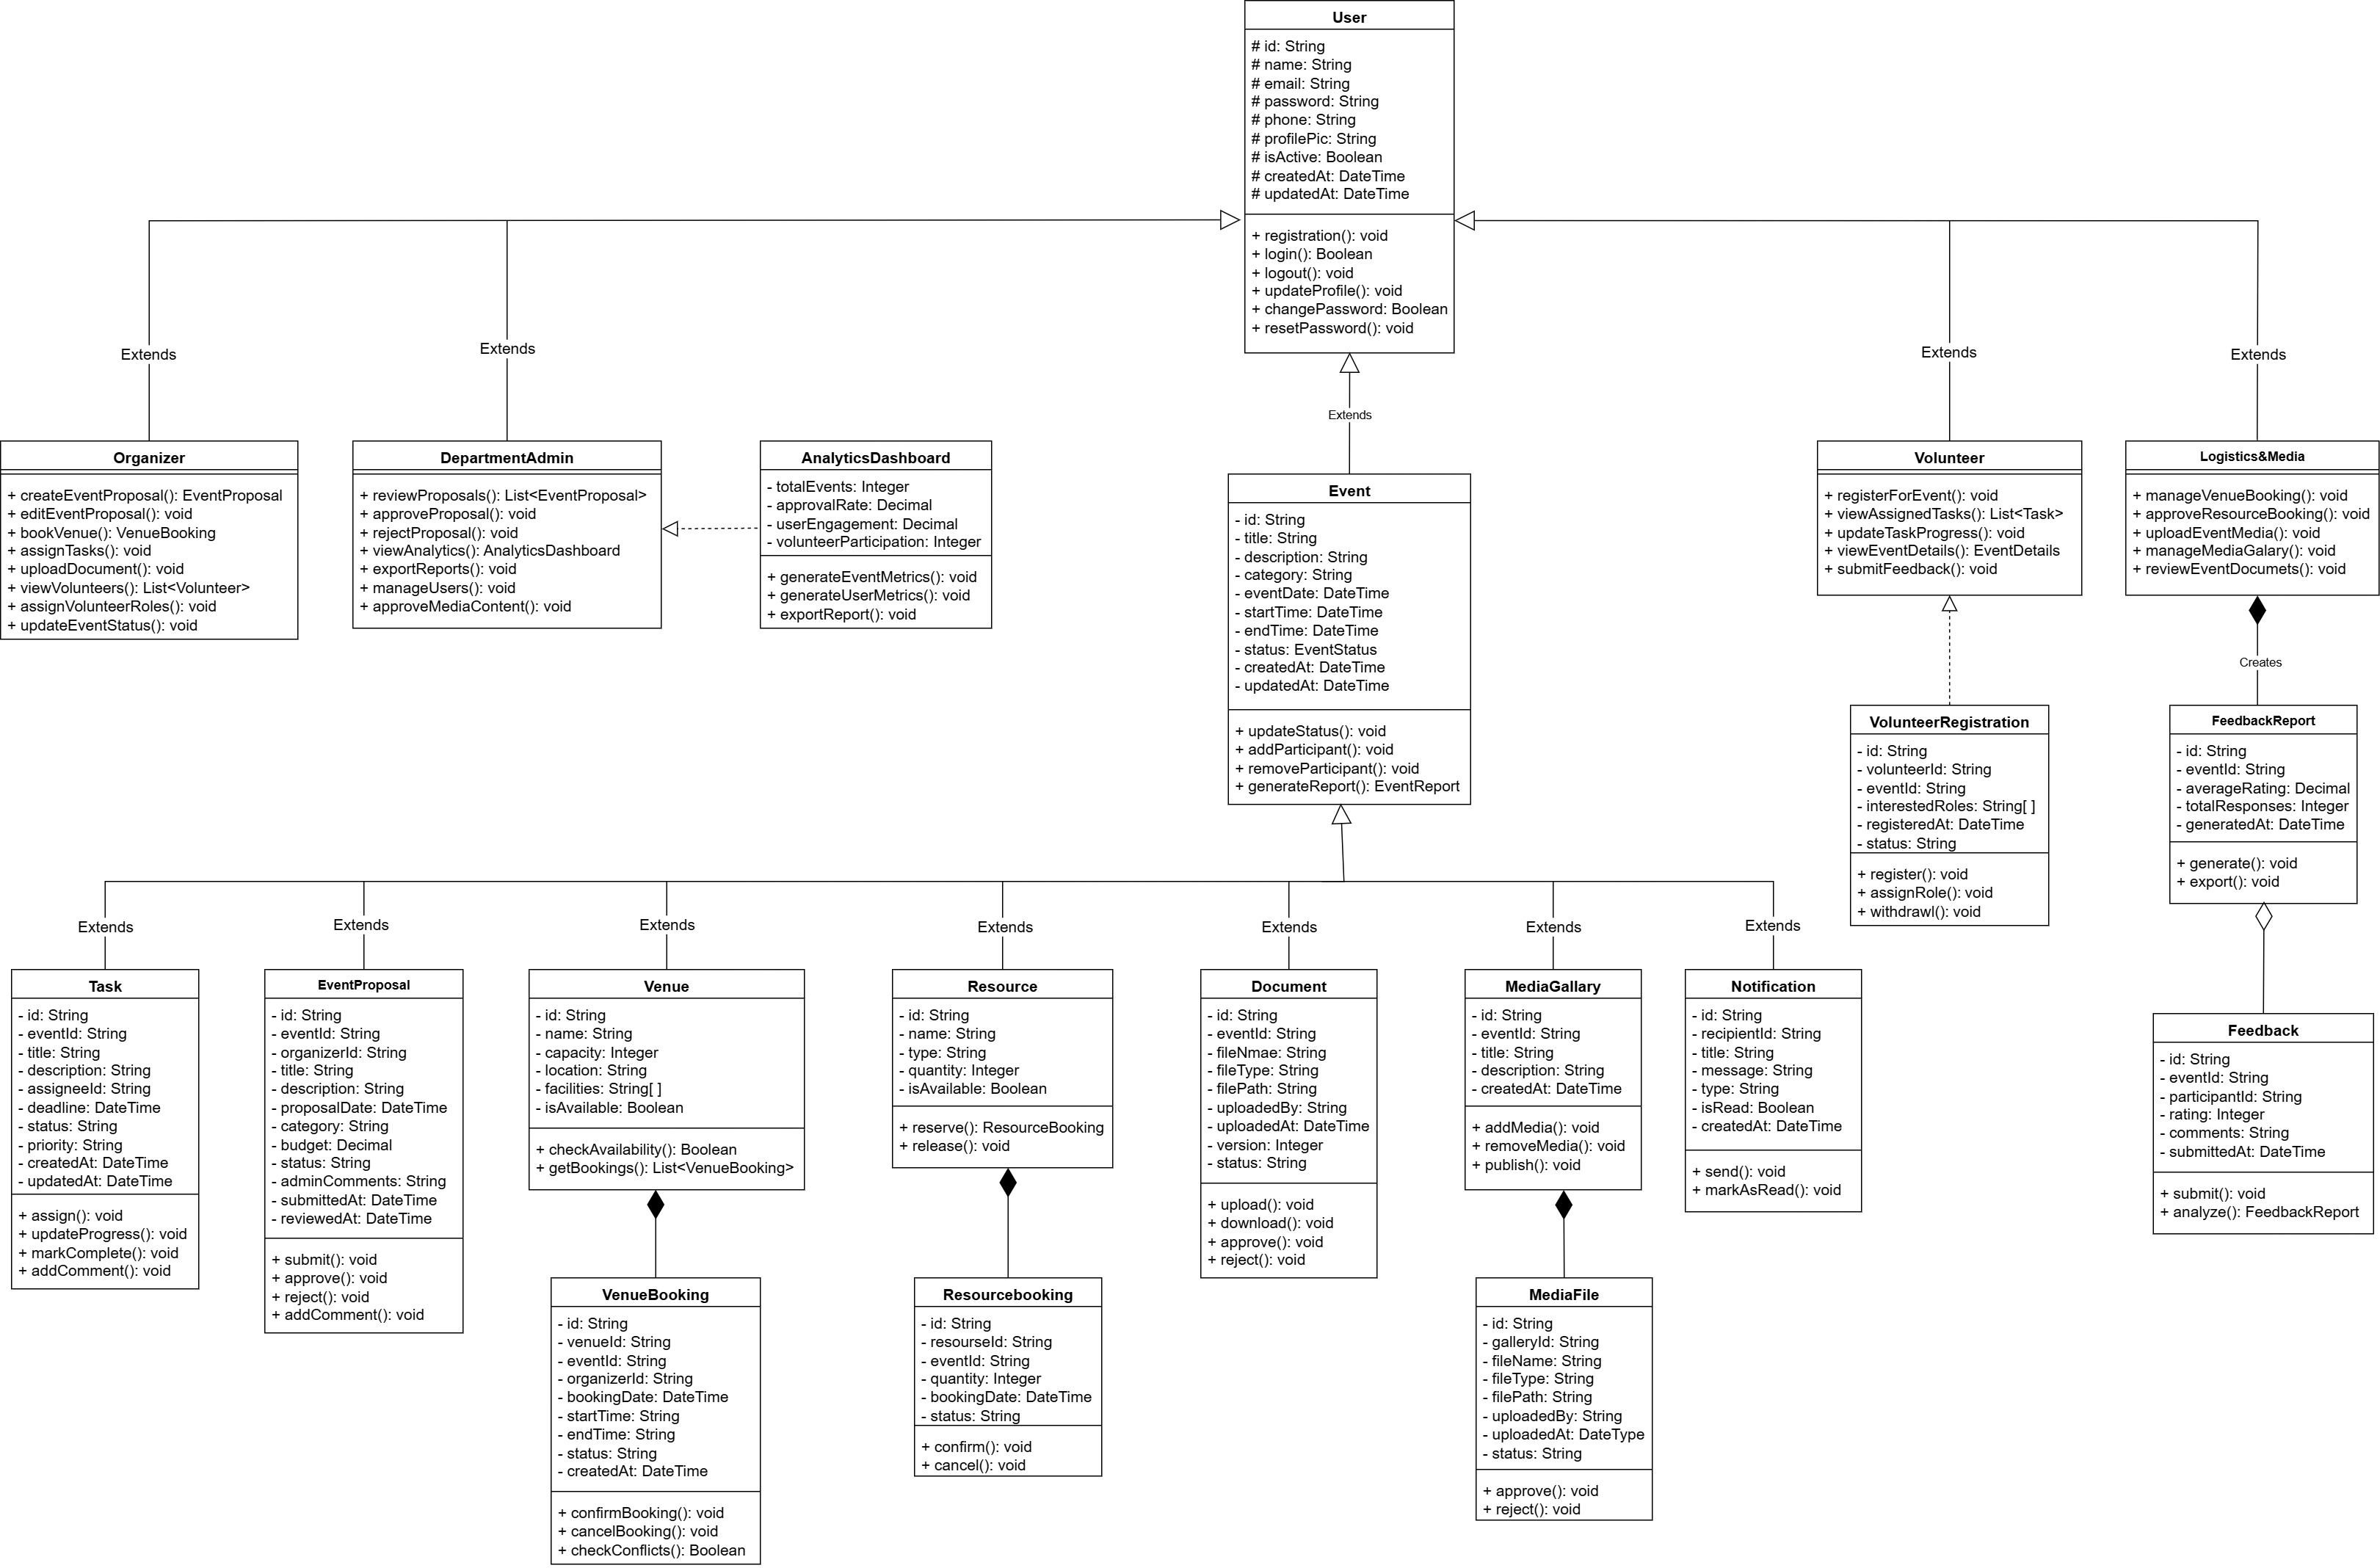 User
# id: String
# name: String
# email: String
# password: String
# phone: String
# profilePic: String
# isActive: Boolean
# createdAt: DateTime
# updatedAt: DateTime
+ registration(): void
+ login(): Boolean
+ logout(): void
+ updateProfile(): void
+ changePassword: Boolean
+ resetPassword(): void
Extends
Extends
Extends
Extends
Extends
Organizer
+ createEventProposal(): EventProposal
+ editEventProposal(): void
+ bookVenue(): VenueBooking
+ assignTasks(): void
+ uploadDocument(): void
+ viewVolunteers(): List<Volunteer>
+ assignVolunteerRoles(): void
+ updateEventStatus(): void
DepartmentAdmin
+ reviewProposals(): List<EventProposal>
+ approveProposal(): void
+ rejectProposal(): void
+ viewAnalytics(): AnalyticsDashboard
+ exportReports(): void
+ manageUsers(): void
+ approveMediaContent(): void
AnalyticsDashboard
- totalEvents: Integer
- approvalRate: Decimal
- userEngagement: Decimal
- volunteerParticipation: Integer
+ generateEventMetrics(): void
+ generateUserMetrics(): void
+ exportReport(): void
Event
- id: String
- title: String
- description: String
- category: String
- eventDate: DateTime
- startTime: DateTime
- endTime: DateTime
- status: EventStatus
- createdAt: DateTime
- updatedAt: DateTime
+ updateStatus(): void
+ addParticipant(): void
+ removeParticipant(): void
+ generateReport(): EventReport
Volunteer
+ registerForEvent(): void
+ viewAssignedTasks(): List<Task>
+ updateTaskProgress(): void
+ viewEventDetails(): EventDetails
+ submitFeedback(): void
Logistics&Media
+ manageVenueBooking(): void
+ approveResourceBooking(): void
+ uploadEventMedia(): void
+ manageMediaGalary(): void
+ reviewEventDocumets(): void
Creates
VolunteerRegistration
- id: String
- volunteerId: String
- eventId: String
- interestedRoles: String[ ]
- registeredAt: DateTime
- status: String
+ register(): void
+ assignRole(): void
+ withdrawl(): void
FeedbackReport
- id: String
- eventId: String
- averageRating: Decimal
- totalResponses: Integer
- generatedAt: DateTime
+ generate(): void
+ export(): void
Extends
Extends
Extends
Extends
Extends
Extends
Extends
Task
- id: String
- eventId: String
- title: String
- description: String
- assigneeId: String
- deadline: DateTime
- status: String
- priority: String
- createdAt: DateTime
- updatedAt: DateTime
+ assign(): void
+ updateProgress(): void
+ markComplete(): void
+ addComment(): void
EventProposal
- id: String
- eventId: String
- organizerId: String
- title: String
- description: String
- proposalDate: DateTime
- category: String
- budget: Decimal
- status: String
- adminComments: String
- submittedAt: DateTime
- reviewedAt: DateTime
+ submit(): void
+ approve(): void
+ reject(): void
+ addComment(): void
Venue
- id: String
- name: String
- capacity: Integer
- location: String
- facilities: String[ ]
- isAvailable: Boolean
+ checkAvailability(): Boolean
+ getBookings(): List<VenueBooking>
Resource
- id: String
- name: String
- type: String
- quantity: Integer
- isAvailable: Boolean
+ reserve(): ResourceBooking
+ release(): void
Document
- id: String
- eventId: String
- fileNmae: String
- fileType: String
- filePath: String
- uploadedBy: String
- uploadedAt: DateTime
- version: Integer
- status: String
+ upload(): void
+ download(): void
+ approve(): void
+ reject(): void
MediaGallary
- id: String
- eventId: String
- title: String
- description: String
- createdAt: DateTime
+ addMedia(): void
+ removeMedia(): void
+ publish(): void
Notification
- id: String
- recipientId: String
- title: String
- message: String
- type: String
- isRead: Boolean
- createdAt: DateTime
+ send(): void
+ markAsRead(): void
Feedback
- id: String
- eventId: String
- participantId: String
- rating: Integer
- comments: String
- submittedAt: DateTime
+ submit(): void
+ analyze(): FeedbackReport
VenueBooking
- id: String
- venueId: String
- eventId: String
- organizerId: String
- bookingDate: DateTime
- startTime: String
- endTime: String
- status: String
- createdAt: DateTime
+ confirmBooking(): void
+ cancelBooking(): void
+ checkConflicts(): Boolean
Resourcebooking
- id: String
- resourseId: String
- eventId: String
- quantity: Integer
- bookingDate: DateTime
- status: String
+ confirm(): void
+ cancel(): void
MediaFile
- id: String
- galleryId: String
- fileName: String
- fileType: String
- filePath: String
- uploadedBy: String
- uploadedAt: DateType
- status: String
+ approve(): void
+ reject(): void